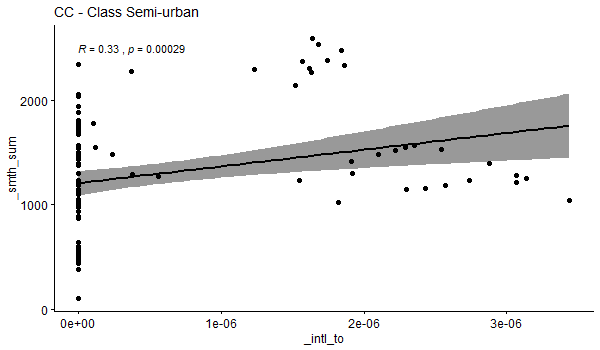 CC - Class Semi-urban
R = 0.33 , p = 0.00029
2000
1000
0
_smth_sum
0e+00 1e-06 2e-06 3e-06
_intl_to